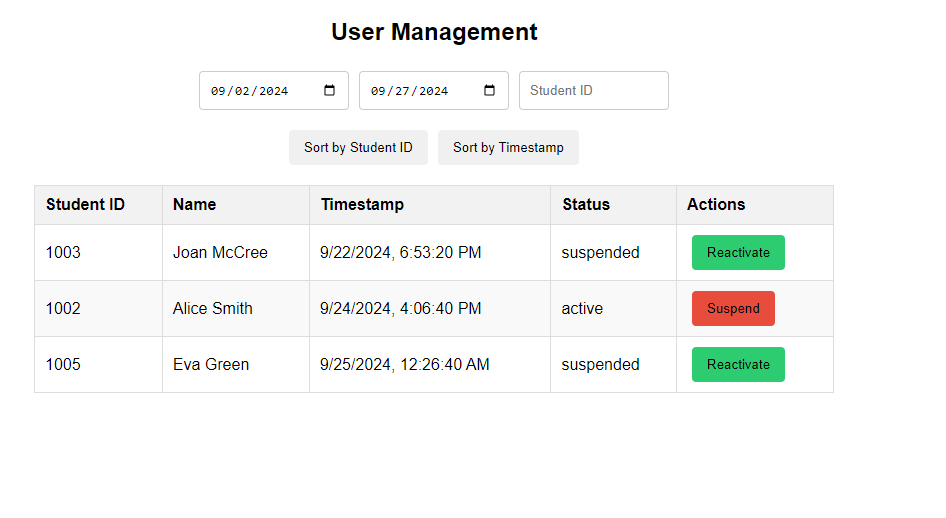 User Management
09/02/2024 09/27/2024 Student ID
Sort by Student ID Sort by Timestamp
Student ID Name Timestamp Status Actions
1003 Joan McCree 9/22/2024, 6:53:20 PM suspended Reactivate
1002 Alice Smith 9/24/2024, 4:06:40 PM active Suspend
1005 Eva Green 9/25/2024, 12:26:40 AM suspended Reactivate